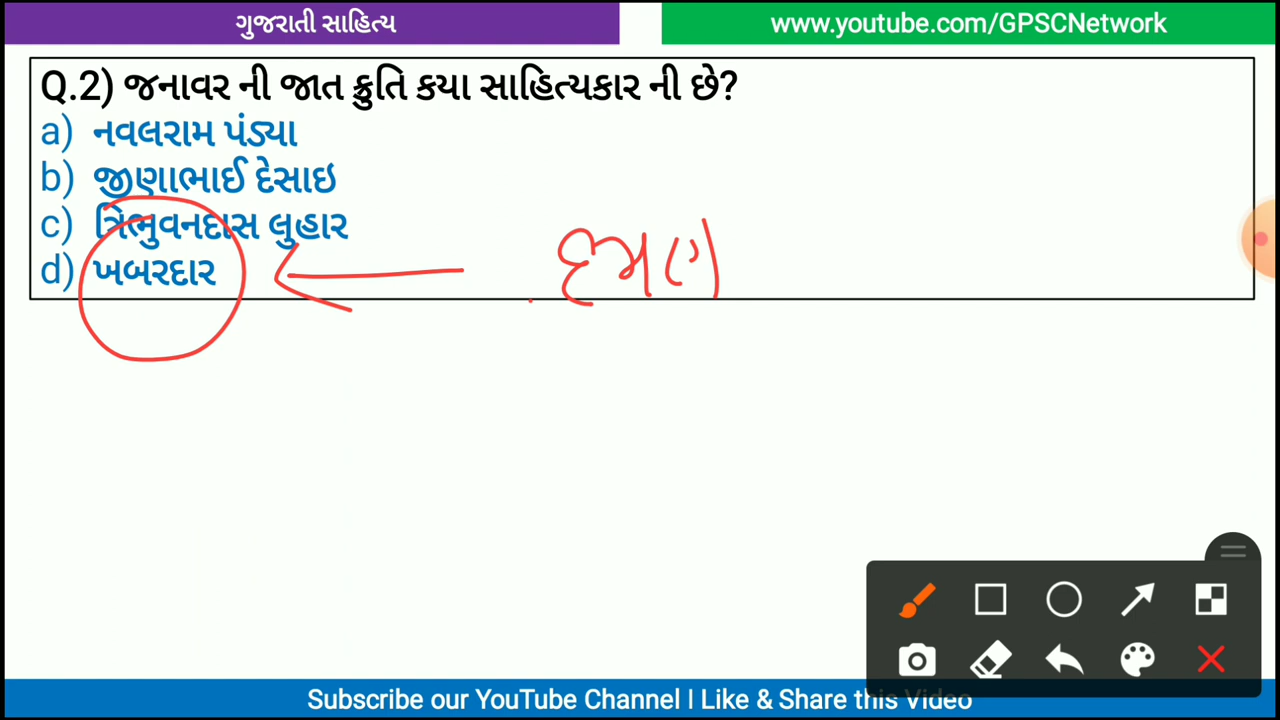 ગુજરાતી સાહિત્ય
www.youtube.com/GPSCNetwork
Q.2) જનાવર ની જાત ક્રુતિ કયા સાહિત્યકાર ની છે?
a) નવલરામ પંડ્યા
b) જીણાભાઈ દેસાઇ
c) ત્રિભુવનદાસ લુહાર
d) ખબરદાર
દમણ
Subscribe our YouTube Channel l Like & Share this Video